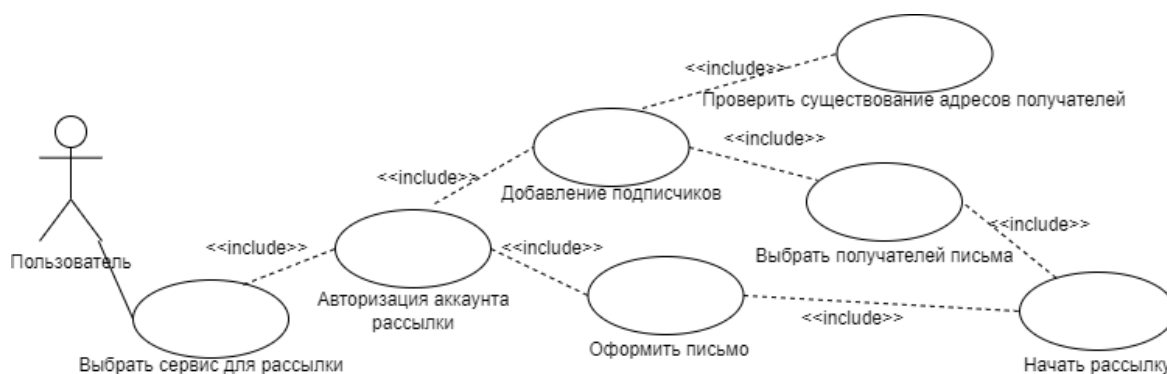 <<include>>
Проверить существование адресов получателей
<<include>>
<<include>>
Добавление подписчиков
<<include>>
<<include>>
<<include>>
Выбрать получателей письма
Пользователь
Авторизация аккаунта
рассылки
<<include>>
Оформить письмо
Выбрать сервис для рассылки
Начать рассылку